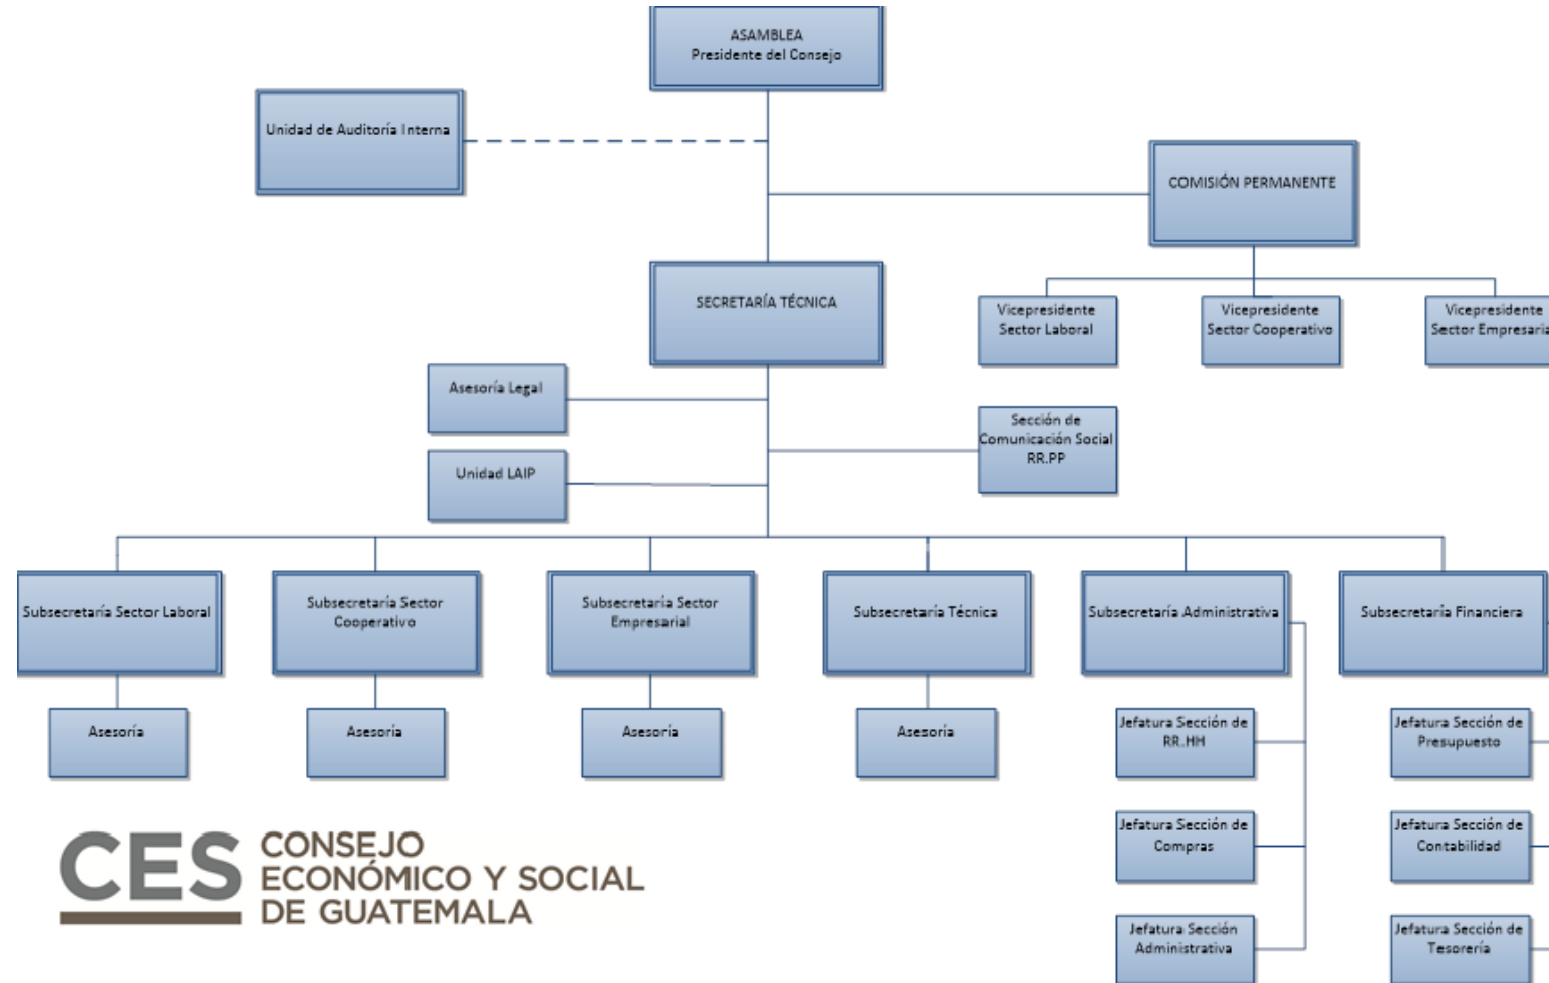 ASAMBLEA
Presidente del Consejo
Unidad de Auditoría Interna
COMISIÓN PERMANENTE
SECRETARÍA TÉCNICA
Vicepresidente
Sector Laboral
Vicepresidente
Sector Cooperativo
Vicepresidente
Sector Empresaria
Asesoría Legal
Sección de
Comunicación Social
RR.PP
Unidad LAIP
Subsecretaría Sector Laboral
Subsecretaría Sector
Cooperativo
Subsecretaría Sector
Empresarial
Subsecretaría Técnica
Subsecretaría Administrativa
Subsecretaría Financiera
Asesoría
Asesoría
Asesoría
Asesoría
Jefatura Sección de
RR.HH
Jefatura Sección de
Presupuesto
Jefatura Sección de
Compras
Jefatura Sección de
Contabilidad
Jefatura Sección
Administrativa
Jefatura Sección de
Tesorería
CES
CONSEJO
ECONÓMICO Y SOCIAL
DE GUATEMALA